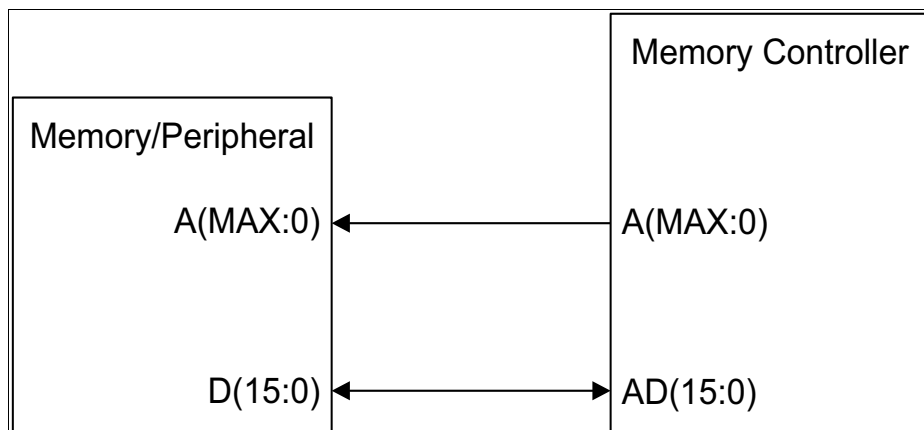 Memory Controller
Memory/Peripheral
A(MAX:0) A(MAX:0)
D(15:0) AD(15:0)